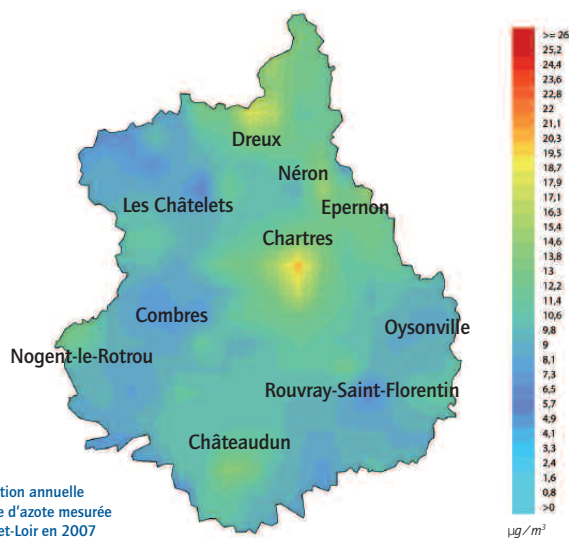 Dreux
Néron
Les Châtelets
Epernon
Chartres
Combres
Oysonville
Nogent-le-Rotrou
Rouvray-Saint-Florentin
Châteaudun
tion annuelle
e d'azote mesurée
et-Loir en 2007
>= 26
25,2
24,4
23,6
22,8
22
21,1
20,3
19,5
18,7
17,9
17,1
16,3
15,4
14,6
13,8
13
12,2
11,4
10,6
9,8
9
8,1
7,3
6,5
5,7
4,9
4,1
3,3
2,4
1,6
0,8
>0
µg/m³